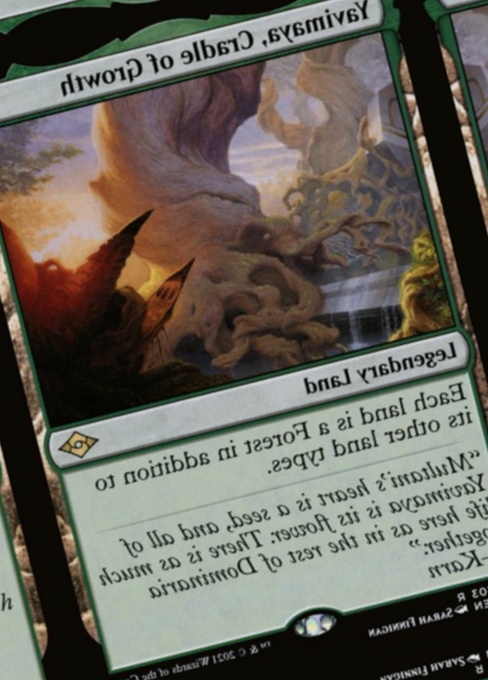 Yavimaya, Cradle of Growth
Legendary Land
Each land is a Forest in addition to
its other land types.
"Multani's heart is a seed, and all of
Yavimaya is its flower. There is as much
life here as in the rest of Dominaria
together."
—Karn
R
SARAH FINNIGAN
™ & © 2021 Wizards of the
R
SARAH FINNIGAN